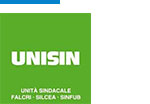 UNISIN
UNITÀ SINDACALE
FALCRI - SILCEA - SINFUB